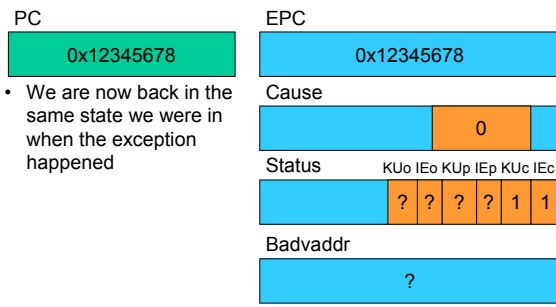 PC
EPC
0x12345678
0x12345678
• We are now back in the
same state we were in
when the exception
happened
Cause
0
Status
KUo IEo KUp IEp KUc IEc
? ? ? ? 1 1
Badvaddr
?